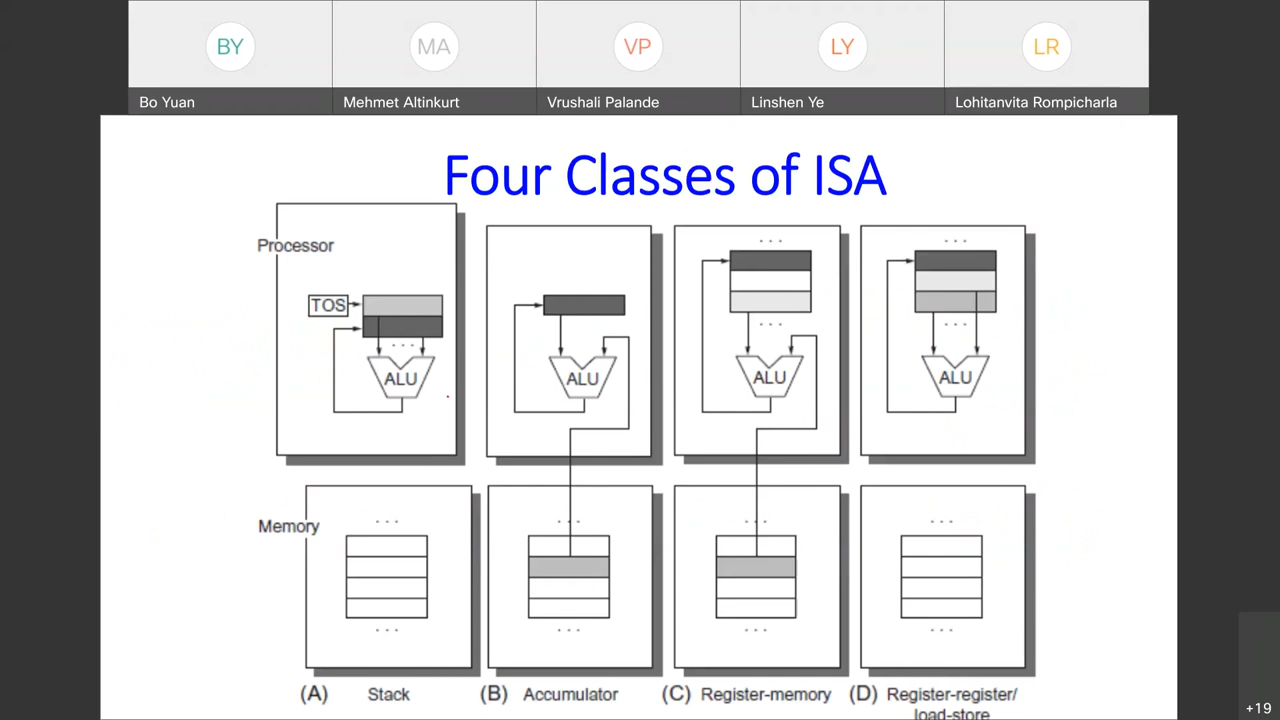 BY
MA
VP
LY
LR
Bo Yuan
Mehmet Altinkurt
Vrushali Palande
Linshen Ye
Lohitanvita Rompicharla
Four Classes of ISA
Processor
TOS
...
...
...
...
...
ALU
ALU
ALU
ALU
Memory
... ... ... ...
... ... ... ...
(A) Stack (B) Accumulator (C) Register-memory (D) Register-register/
load-store
+19